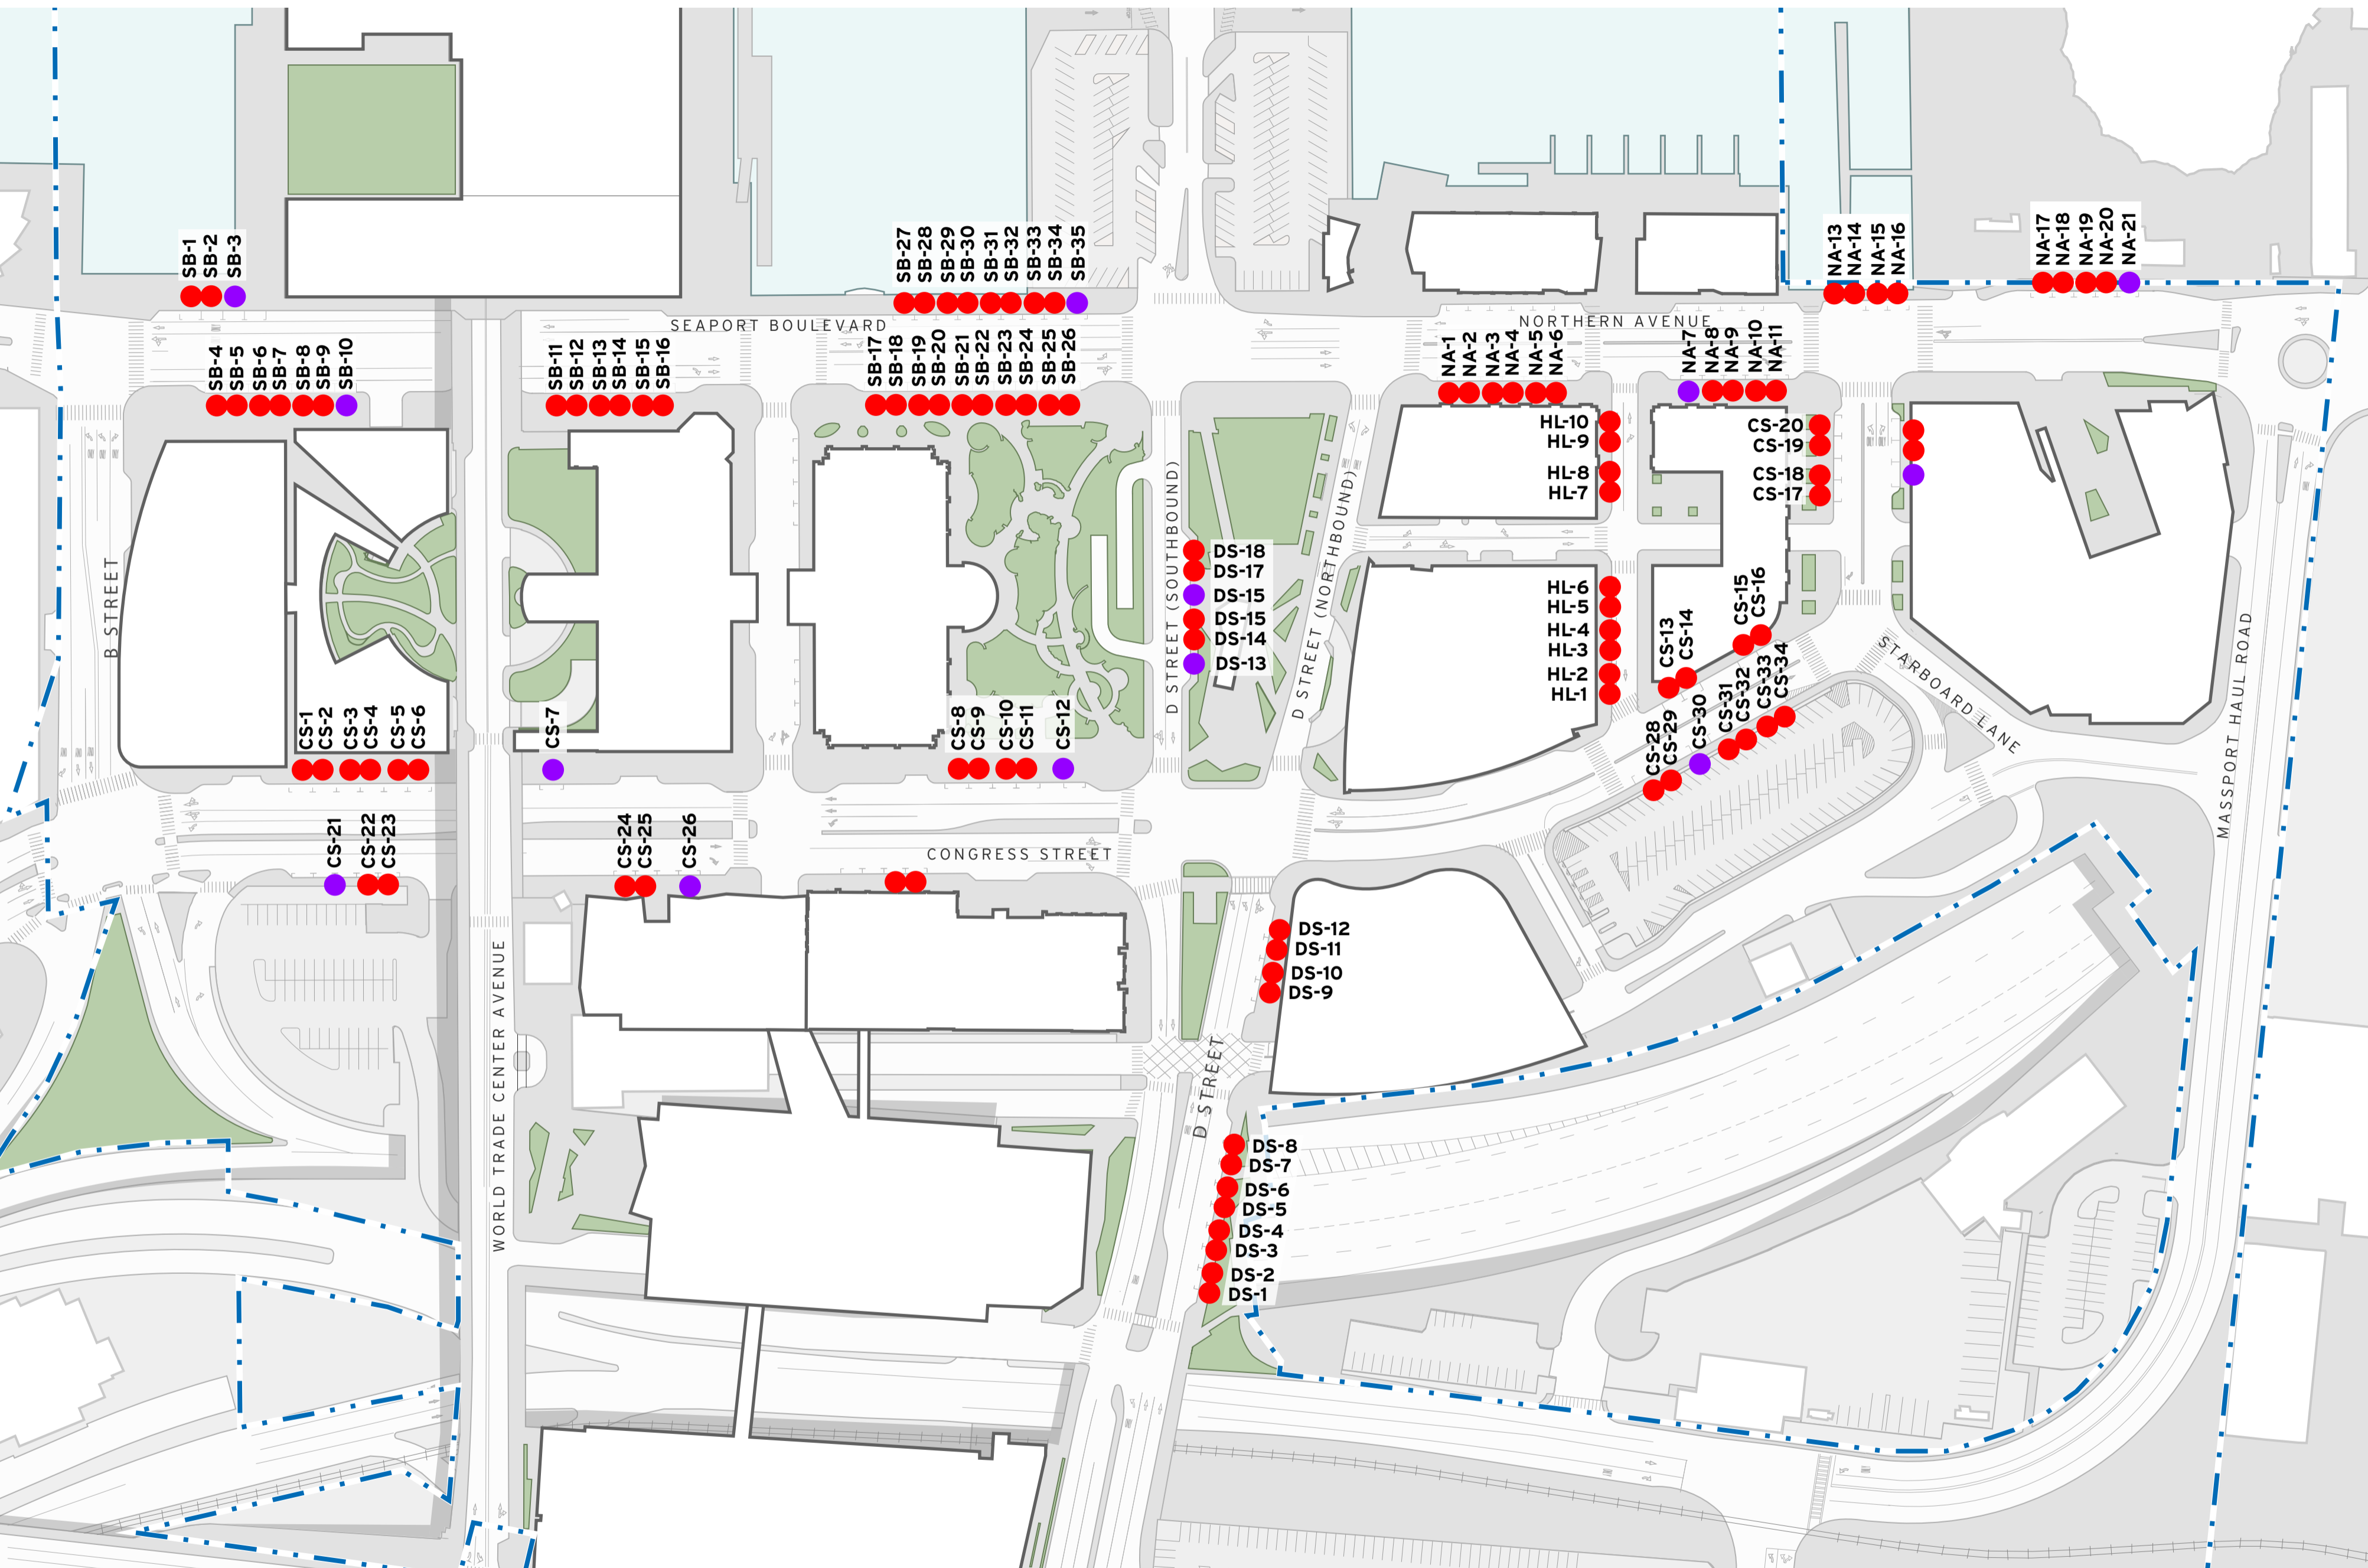 SB-1
SB-2
SB-3
SB-27
SB-28
SB-29
SB-30
SB-31
SB-32
SB-33
SB-34
SB-35
NA-13
NA-14
NA-15
NA-16
NA-17
NA-18
NA-19
NA-20
NA-21
SEAPORT BOULEVARD
NORTHERN AVENUE
SB-4
SB-5
SB-6
SB-7
SB-8
SB-9
SB-10
SB-11
SB-12
SB-13
SB-14
SB-15
SB-16
SB-17
SB-18
SB-19
SB-20
SB-21
SB-22
SB-23
SB-24
SB-25
SB-26
NA-1
NA-2
NA-3
NA-4
NA-5
NA-6
NA-7
NA-8
NA-9
NA-10
NA-11
HL-10
HL-9
HL-8
HL-7
CS-20
CS-19
CS-18
CS-17
B STREET
D STREET (SOUTHBOUND)
DS-18
DS-17
DS-15
DS-15
DS-14
DS-13
D STREET (NORTHBOUND)
HL-6
HL-5
HL-4
HL-3
HL-2
HL-1
CS-13
CS-14
CS-15
CS-16
STARBOARD LANE
MASSPORT HAUL ROAD
CS-1
CS-2
CS-3
CS-4
CS-5
CS-6
CS-7
CS-8
CS-9
CS-10
CS-11
CS-12
CS-28
CS-29
CS-30
CS-31
CS-32
CS-33
CS-34
CS-21
CS-22
CS-23
CS-24
CS-25
CS-26
CONGRESS STREET
WORLD TRADE CENTER AVENUE
DS-12
DS-11
DS-10
DS-9
D STREET
DS-8
DS-7
DS-6
DS-5
DS-4
DS-3
DS-2
DS-1